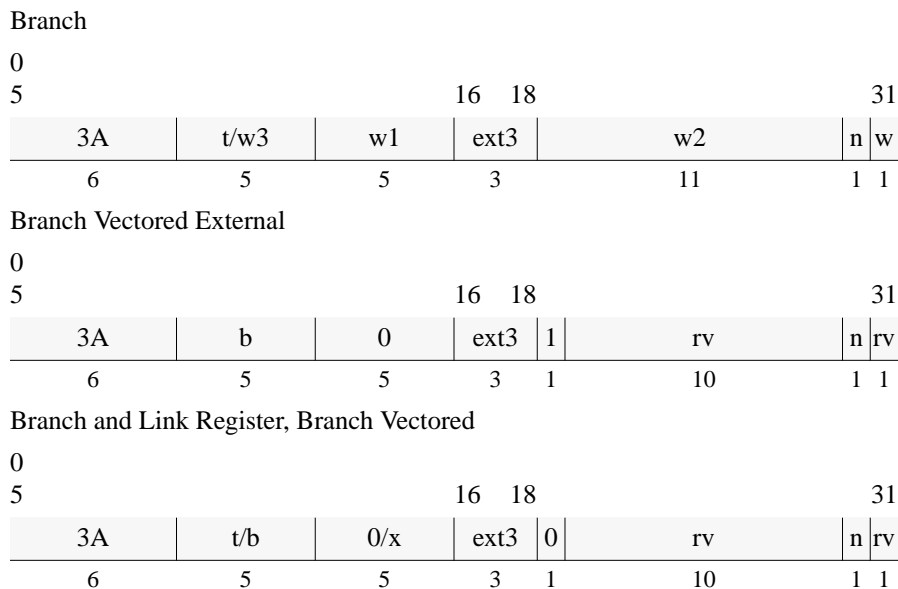 Branch
0
5 16 18 31
3A t/w3 w1 ext3 w2 n w
6 5 5 3 11 1 1
Branch Vectored External
0
5 16 18 31
3A b 0 ext3 1 rv n rv
6 5 5 3 1 10 1 1
Branch and Link Register, Branch Vectored
0
5 16 18 31
3A t/b 0/x ext3 0 rv n rv
6 5 5 3 1 10 1 1